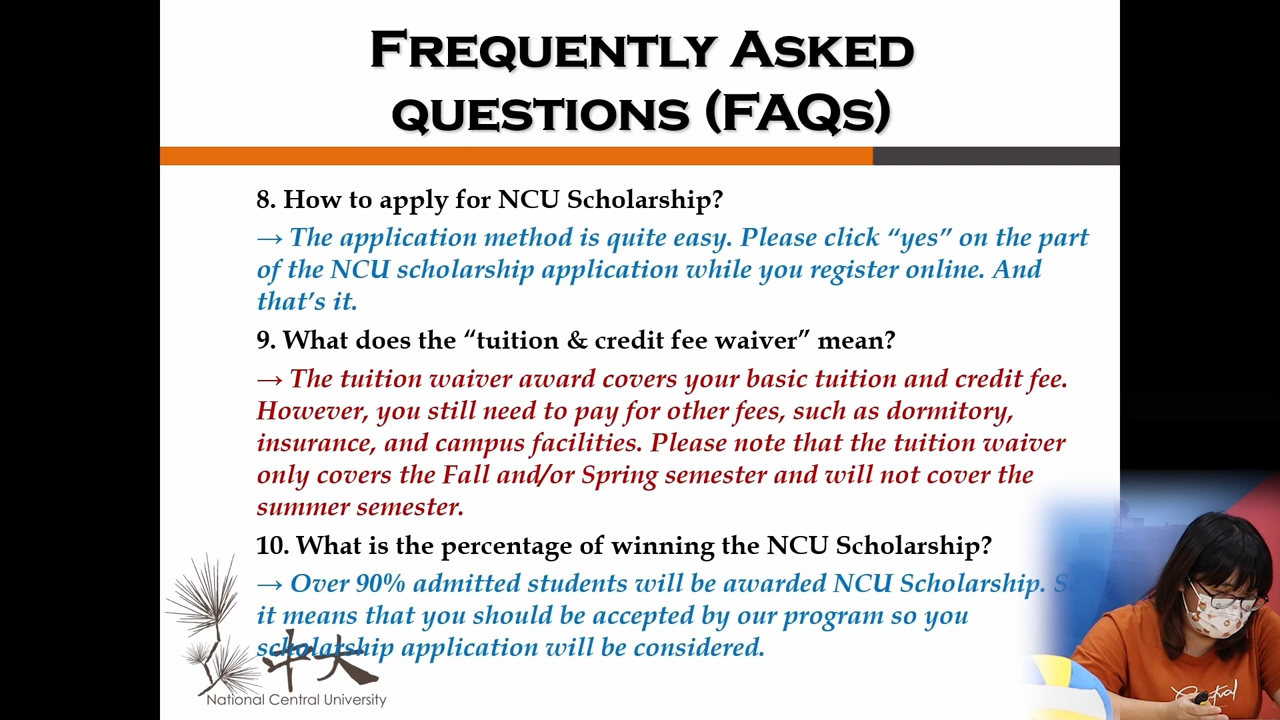 FREQUENTLY ASKED
QUESTIONS (FAQS)
8. How to apply for NCU Scholarship?
→ The application method is quite easy. Please click “yes” on the part
of the NCU scholarship application while you register online. And
that’s it.
9. What does the “tuition & credit fee waiver” mean?
→ The tuition waiver award covers your basic tuition and credit fee.
However, you still need to pay for other fees, such as dormitory,
insurance, and campus facilities. Please note that the tuition waiver
only covers the Fall and/or Spring semester and will not cover the
summer semester.
10. What is the percentage of winning the NCU Scholarship?
→ Over 90% admitted students will be awarded NCU Scholarship.
it means that you should be accepted by our program so you
scholarship application will be considered.
中大
National Central University